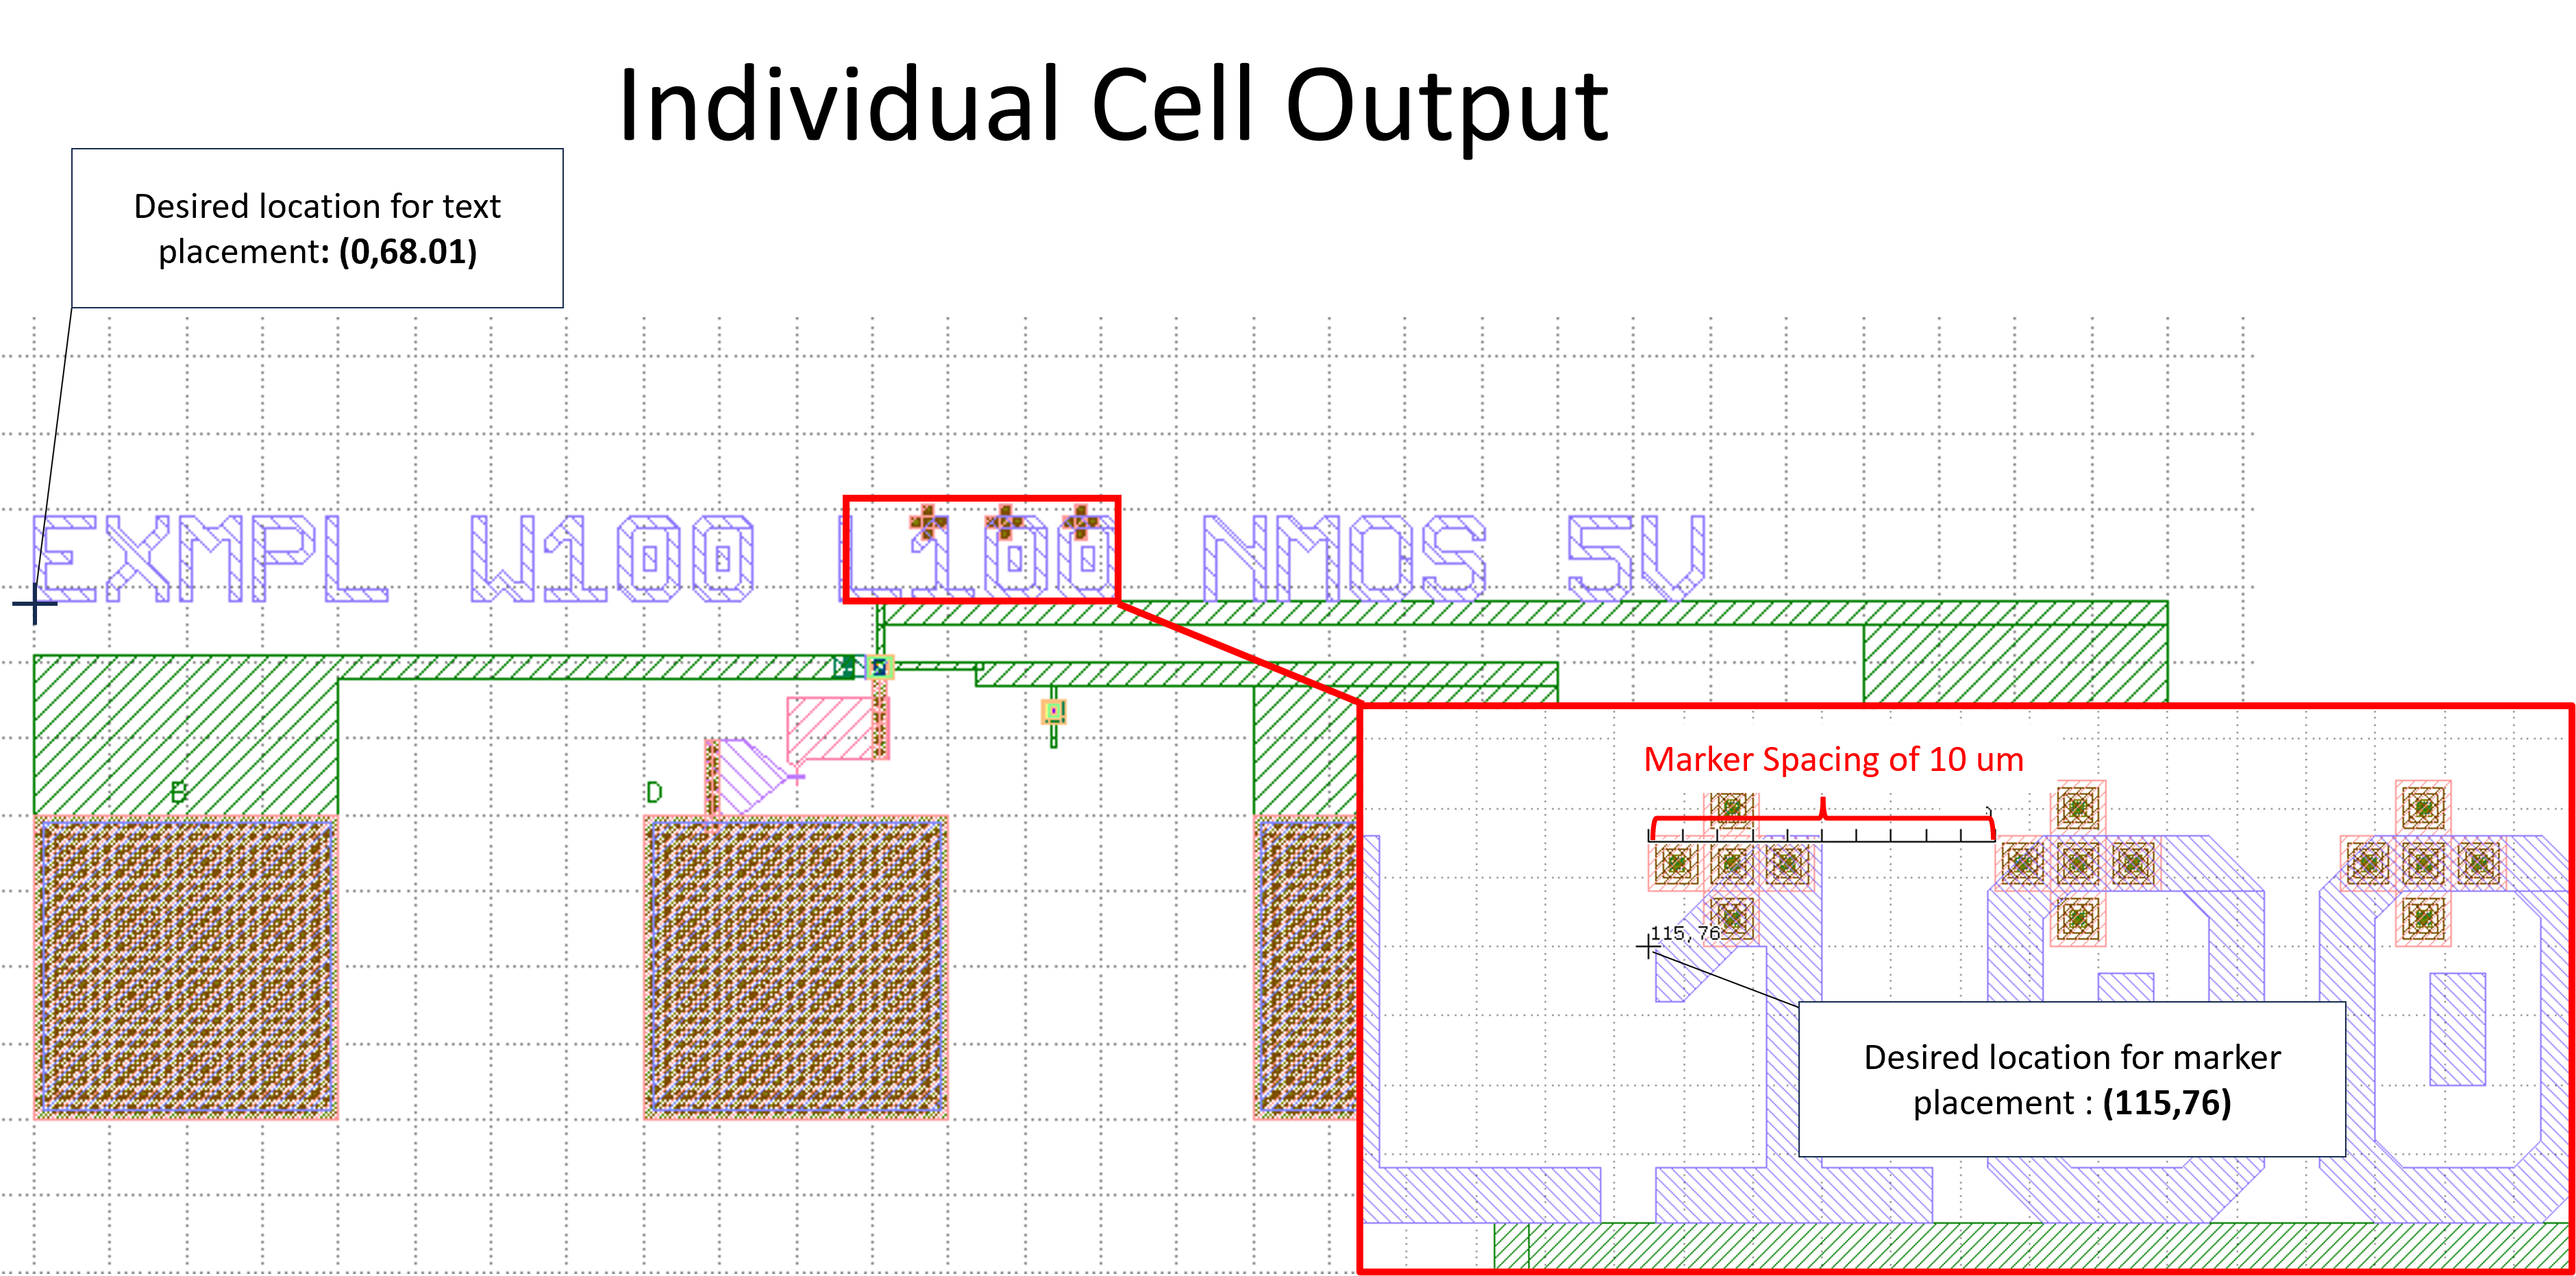 Individual Cell Output
Desired location for text
placement: (0,68.01)
EXMPL W100 L100 NMOS 5V
B
D
Marker Spacing of 10 um
115,76
Desired location for marker
placement : (115,76)